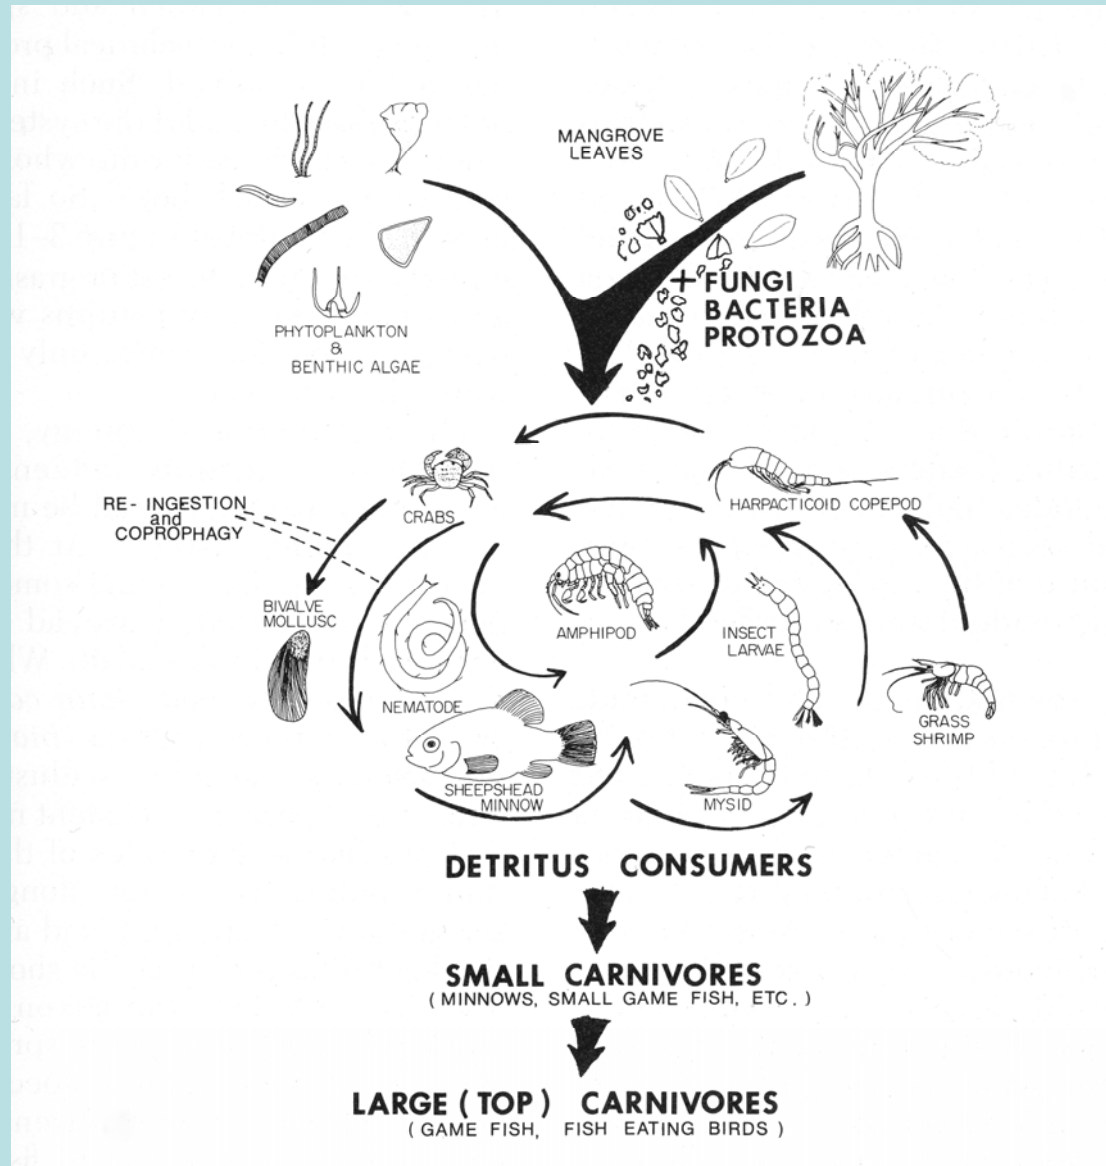 MANGROVE
LEAVES
+ FUNGI
BACTERIA
PROTOZOA
PHYTOPLANKTON
&
BENTHIC ALGAE
RE- INGESTION
and
COPROPHAGY
CRABS
HARPACTICOID COPEPOD
BIVALVE
MOLLUSC
AMPHIPOD
INSECT
LARVAE
NEMATODE
GRASS
SHRIMP
SHEEPSHEAD
MINNOW
MYSID
DETRITUS CONSUMERS
SMALL CARNIVORES
( MINNOWS, SMALL GAME FISH, ETC. )
LARGE ( TOP ) CARNIVORES
( GAME FISH, FISH EATING BIRDS )